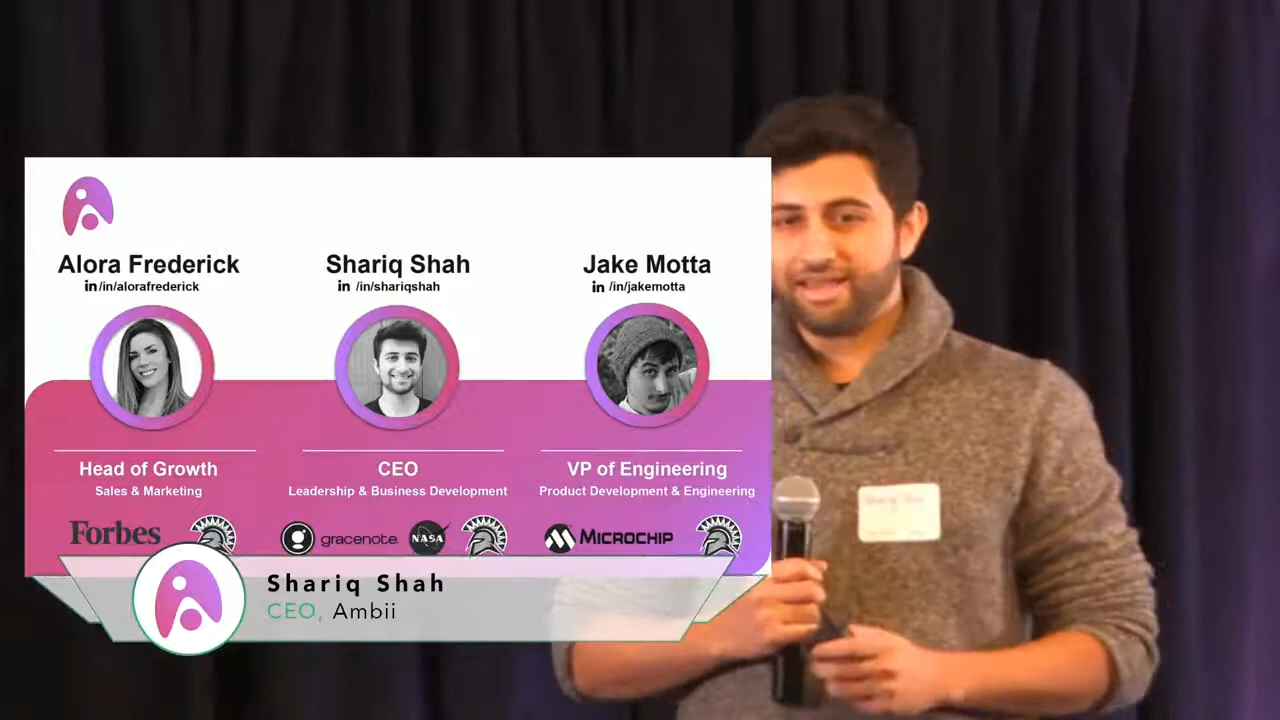 Alora Frederick
in/in/alorafrederick
Shariq Shah
in /in/shariqshah
Jake Motta
in /in/jakemotta
Head of Growth
Sales & Marketing
CEO
Leadership & Business Development
VP of Engineering
Product Development & Engineering
Forbes
gracenote.
NASA
MICROCHIP
Shariq Shah
CEO, Ambii